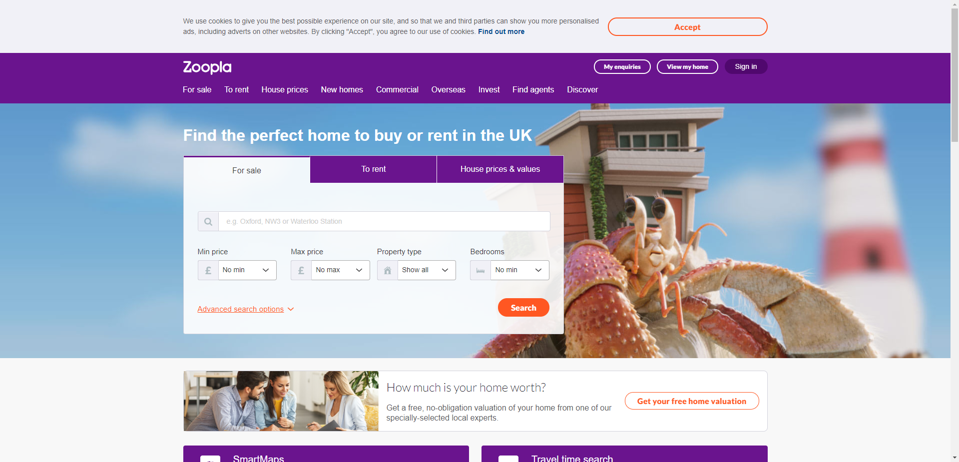 We use cookies to give you the best possible experience on our site, and so that we and third parties can show you more personalised
ads, including adverts on other websites. By clicking "Accept", you agree to our use of cookies. Find out more
Accept
Zoopla
My enquiries
View my home
Sign in
For sale
To rent
House prices
New homes
Commercial
Overseas
Invest
Find agents
Discover
Find the perfect home to buy or rent in the UK
For sale
To rent
House prices & values
e.g. Oxford, NW3 or Waterloo Station
Min price
Max price
Property type
Bedrooms
£
No min
£
No max
Show all
No min
Advanced search options
Search
How much is your home worth?
Get a free, no-obligation valuation of your home from one of our
specially-selected local experts.
Get your free home valuation
SmartMaps
Travel time search